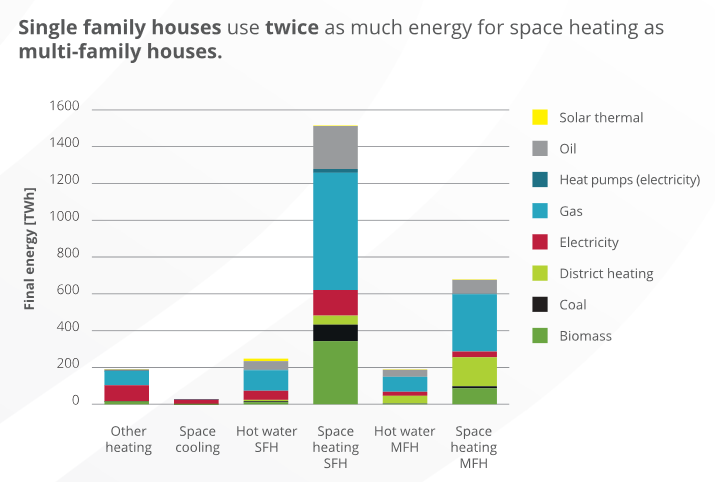 Single family houses use twice as much energy for space heating as
multi-family houses.
1600
1400
1200
1000
800
600
400
200
0
Final energy [TWh]
Other
heating
Space
cooling
Hot water
SFH
Space
heating
SFH
Hot water
MFH
Space
heating
MFH
Solar thermal
Oil
Heat pumps (electricity)
Gas
Electricity
District heating
Coal
Biomass